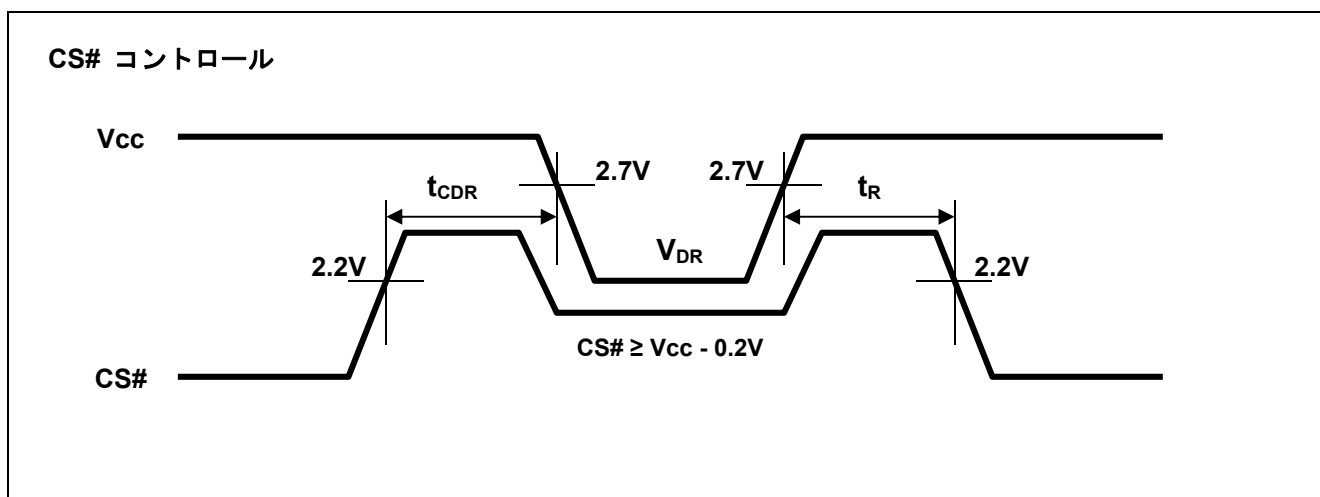 CS# コントロール
Vcc
2.7V
2.7V
tCDR
tR
VDR
2.2V
2.2V
CS# ≥ Vcc - 0.2V
CS#